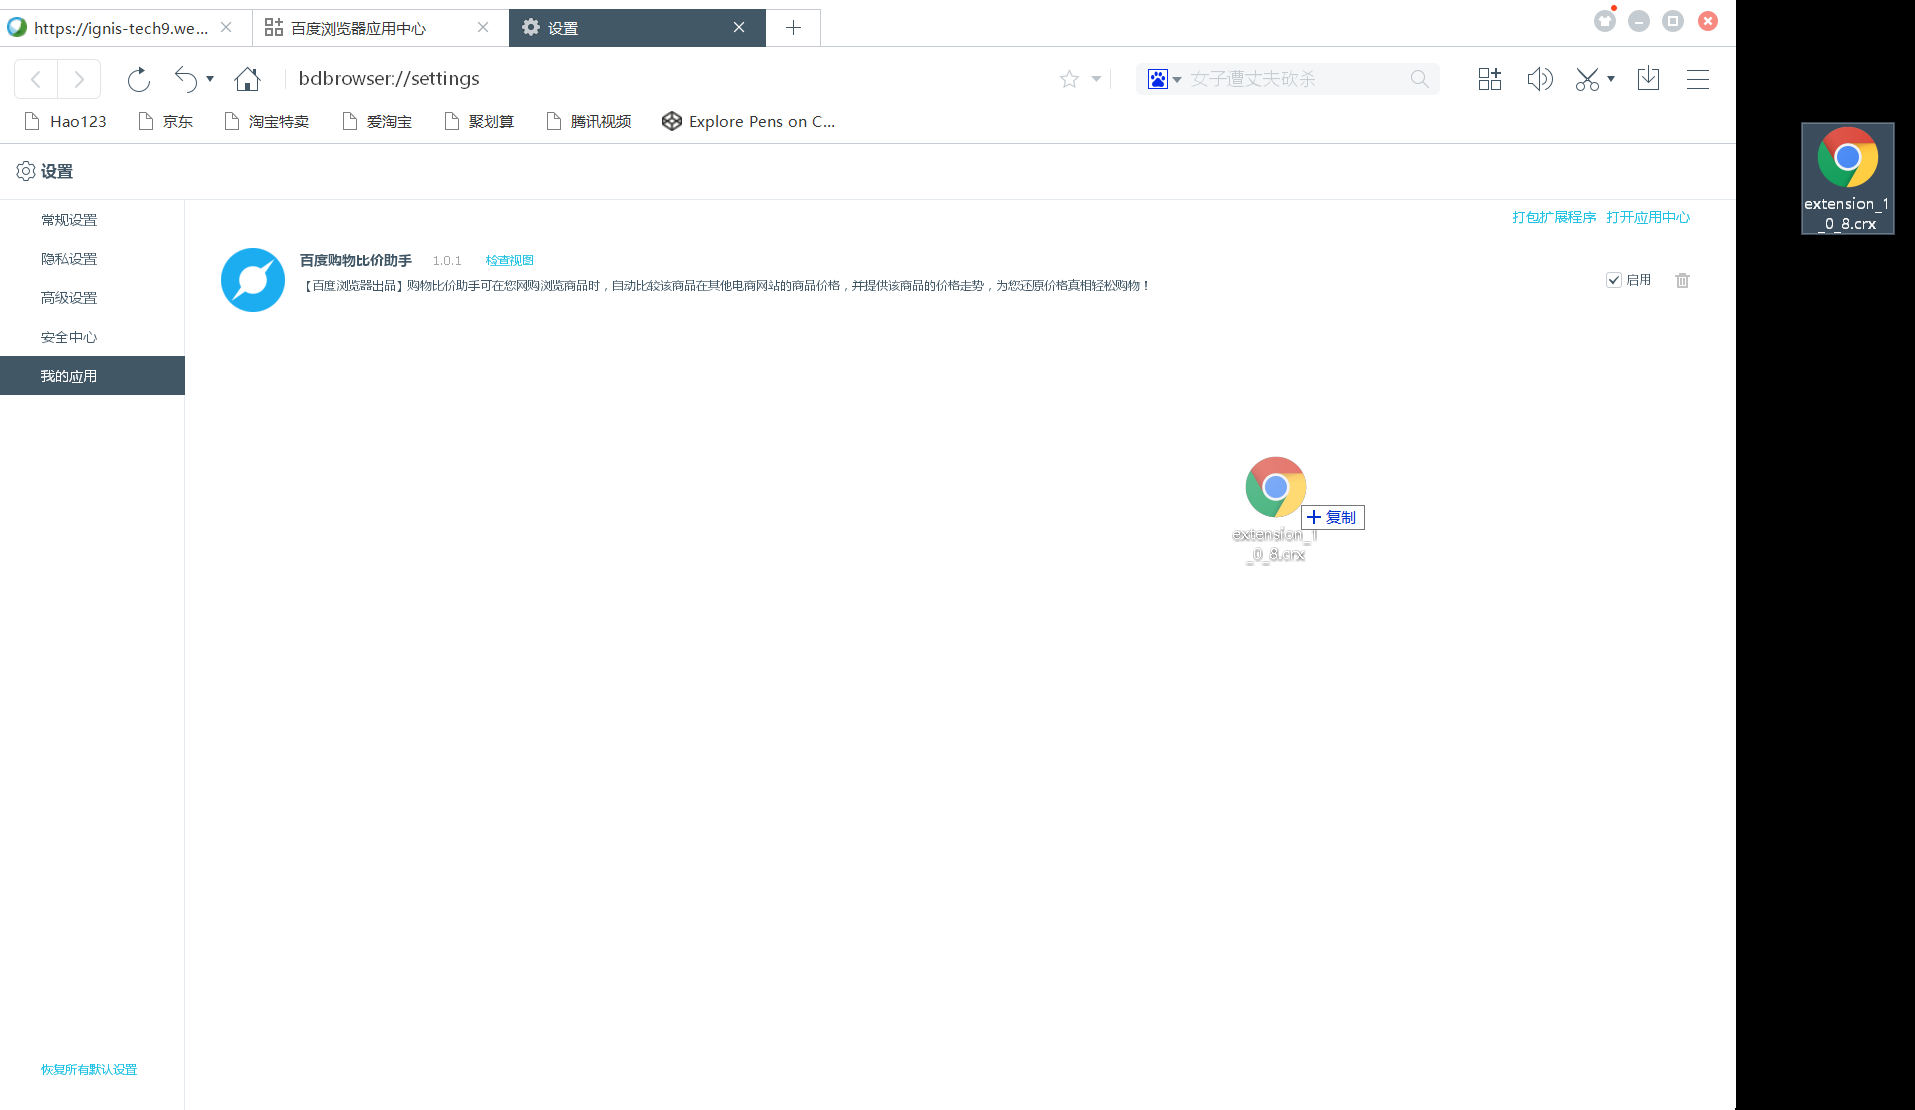 https://ignis-tech9.we...
百度浏览器应用中心
设置
bdbrowser://settings
女子遭丈夫砍杀
Hao123
京东
淘宝特卖
爱淘宝
聚划算
腾讯视频
Explore Pens on C...
设置
常规设置
隐私设置
高级设置
安全中心
我的应用
恢复所有默认设置
打包扩展程序 打开应用中心
百度购物比价助手 1.0.1 检查视图
【百度浏览器出品】购物比价助手可在您网购浏览商品时，自动比较该商品在其他电商网站的商品价格，并提供该商品的价格走势，为您还原价格真相轻松购物！
启用
extension_1
_0_8.crx
复制
extension_1
_0_8.crx